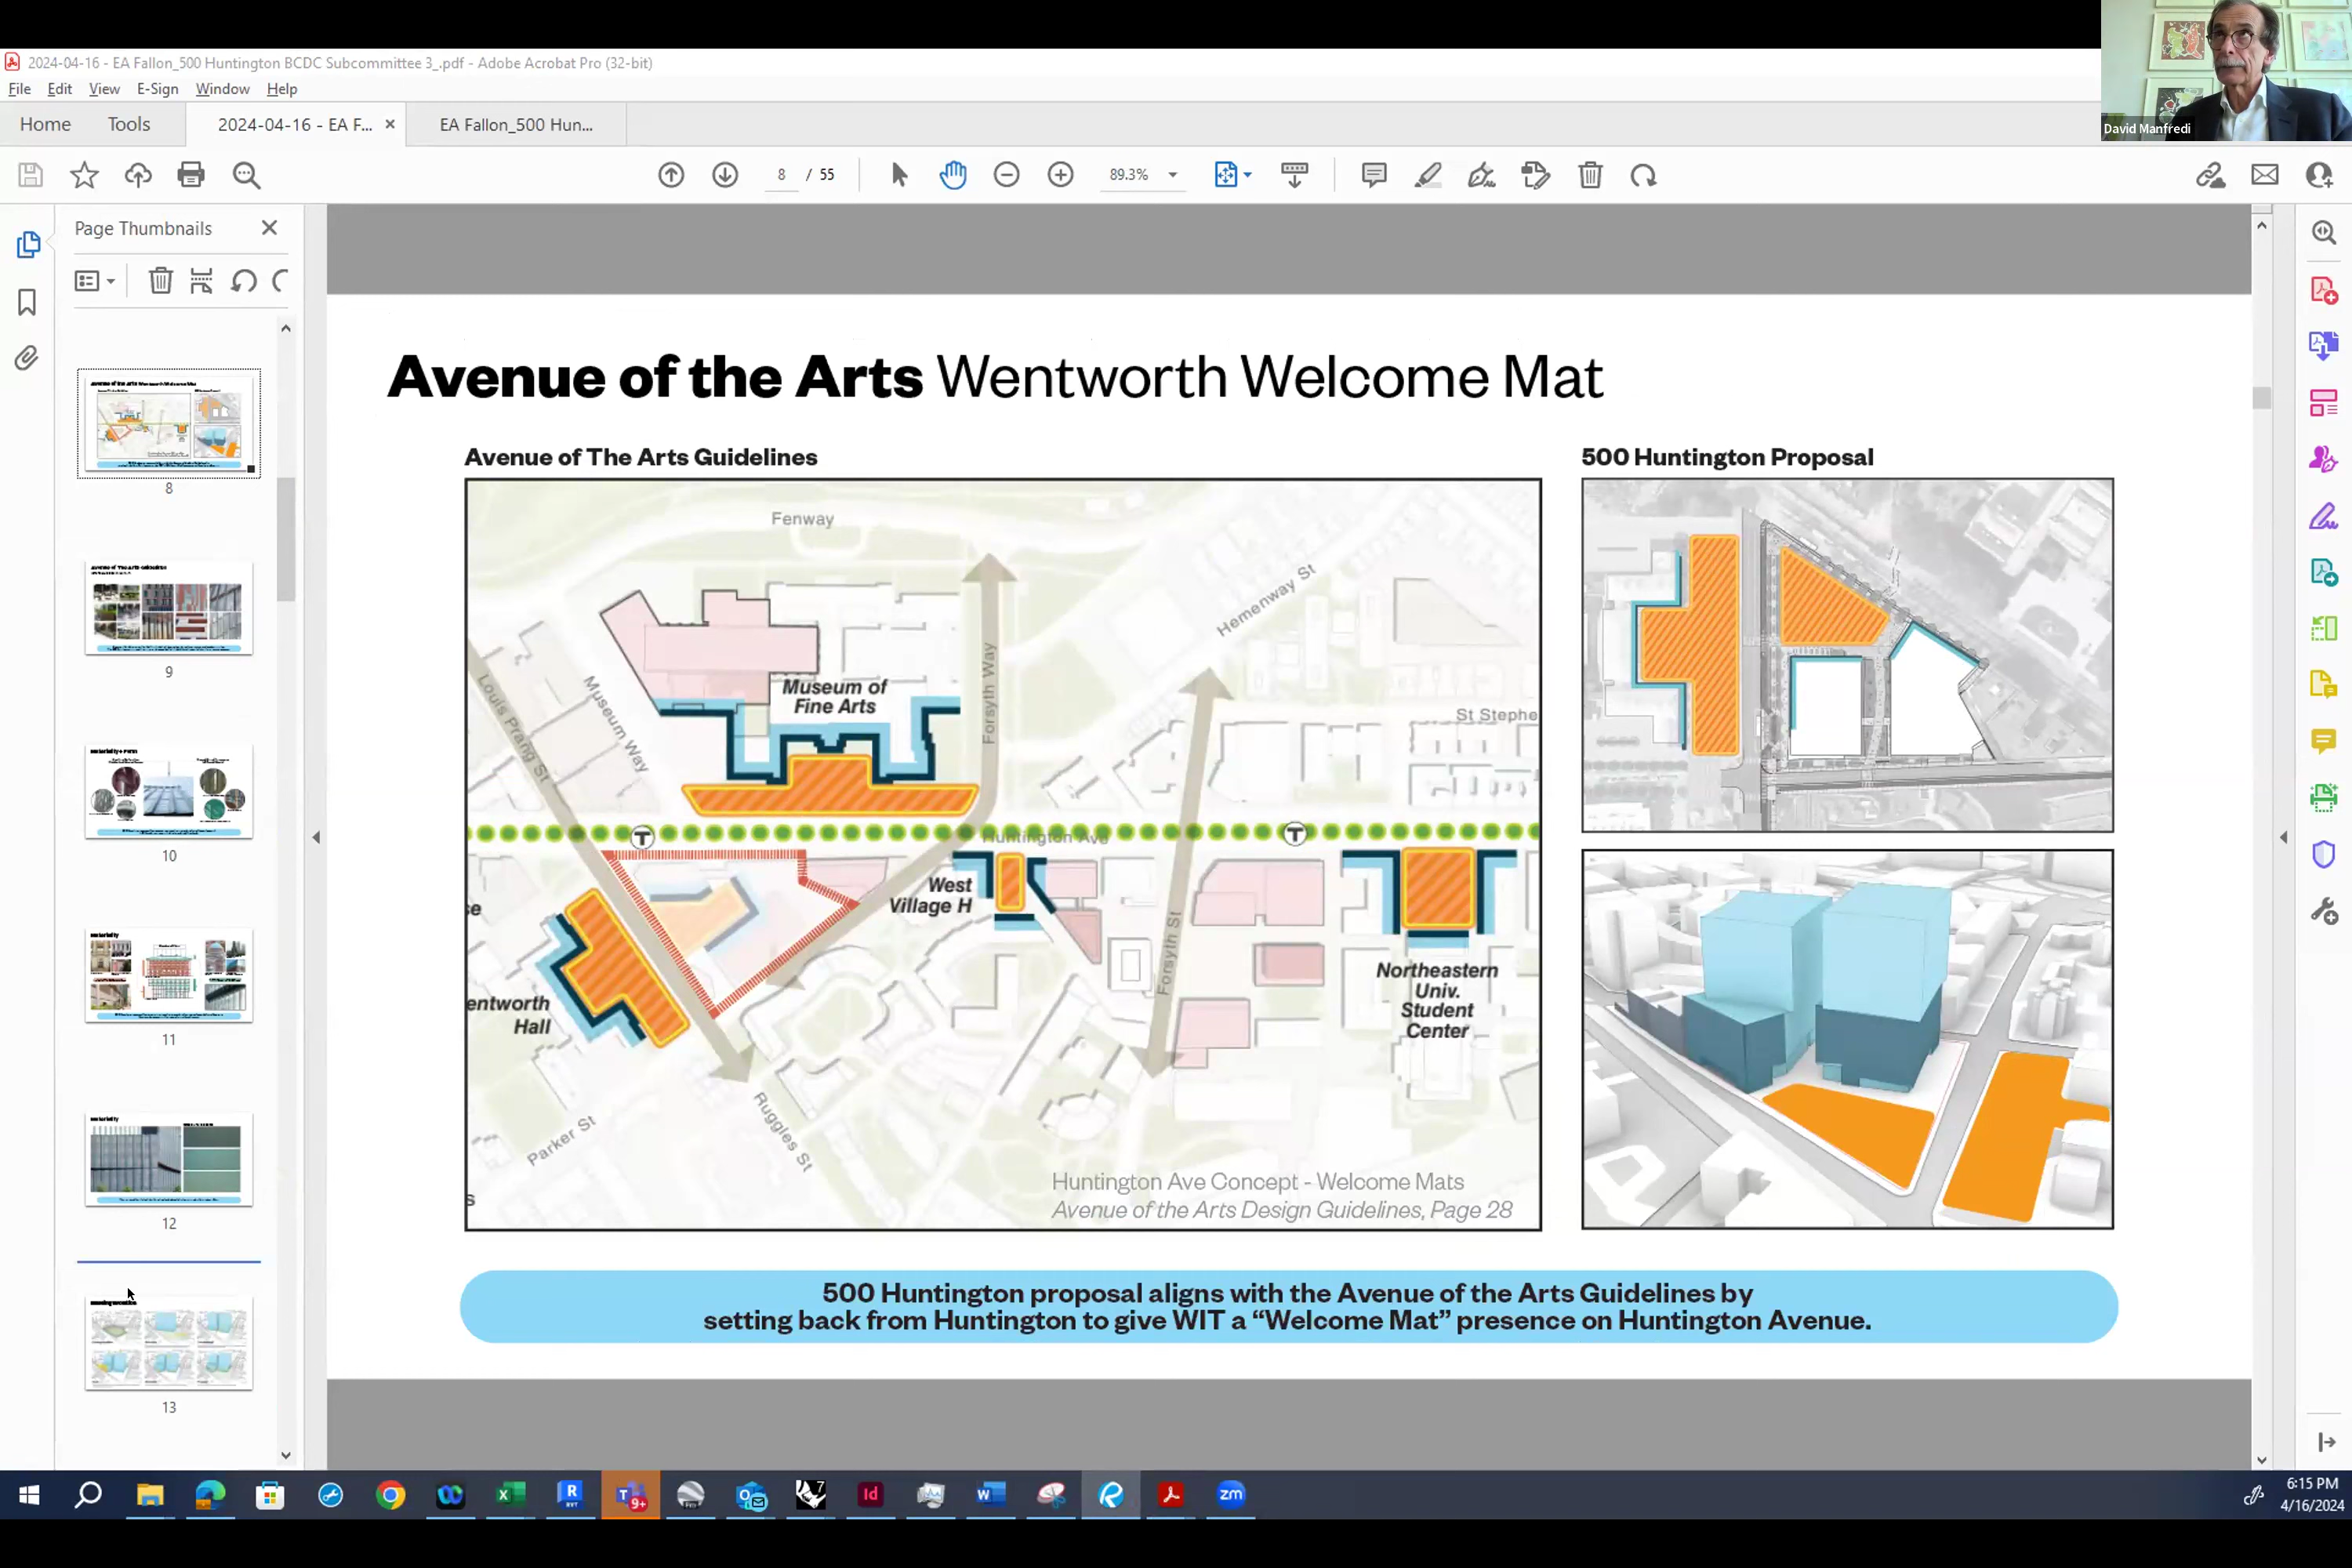 2024-04-16 - EA Fallon_500 Huntington BCDC Subcommittee 3_.pdf - Adobe Acrobat Pro (32-bit)
David Manfredi
File Edit View E-Sign Window Help
Home Tools 2024-04-16 - EA F... EA Fallon_500 Hun...
8 / 55 89.3%
Page Thumbnails
8
9
10
11
12
13
Avenue of the Arts Wentworth Welcome Mat
Avenue of The Arts Guidelines
Fenway
Hemenway St
Louis Prang St
Museum Way
Museum of
Fine Arts
Forsyth Way
St Stephe
T
Huntington Ave
T
se
West
Village H
entworth
Hall
Forsyth St
Northeastern
Univ.
Student
Center
Parker St
Ruggles St
s
Huntington Ave Concept - Welcome Mats
Avenue of the Arts Design Guidelines, Page 28
500 Huntington Proposal
500 Huntington proposal aligns with the Avenue of the Arts Guidelines by
setting back from Huntington to give WIT a “Welcome Mat” presence on Huntington Avenue.
6:15 PM
4/16/2024